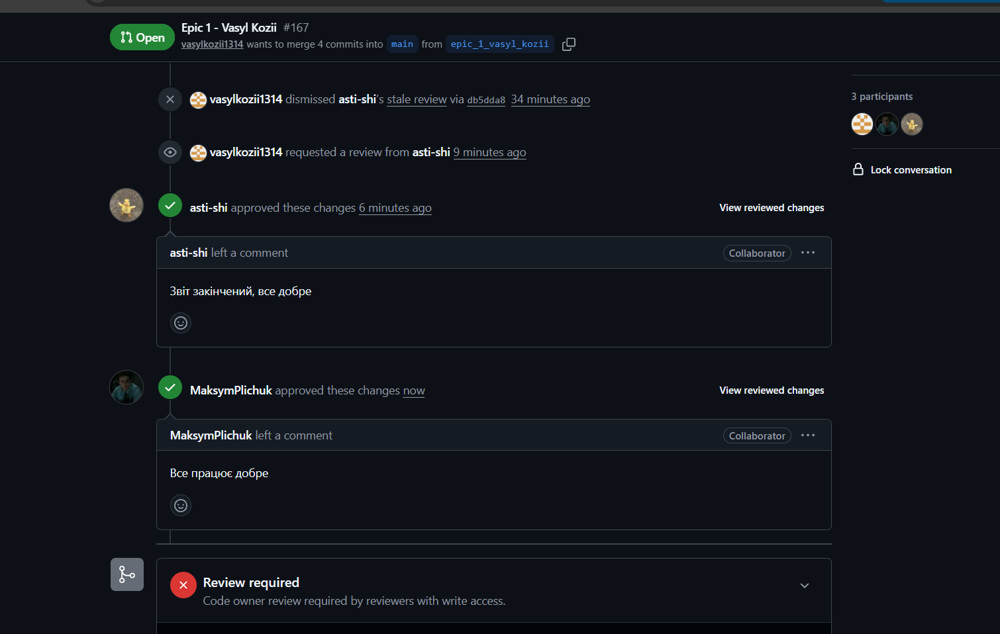 Open
Epic 1 - Vasyl Kozii #167
vasylkozii1314 wants to merge 4 commits into main from epic_1_vasyl_kozii
vasylkozii1314 dismissed asti-shi's stale review via db5dda8 34 minutes ago
vasylkozii1314 requested a review from asti-shi 9 minutes ago
asti-shi approved these changes 6 minutes ago
View reviewed changes
asti-shi left a comment
Collaborator
Звіт закінчений, все добре
MaksymPlichuk approved these changes now
View reviewed changes
MaksymPlichuk left a comment
Collaborator
Все працює добре
Review required
Code owner review required by reviewers with write access.
3 participants
Lock conversation